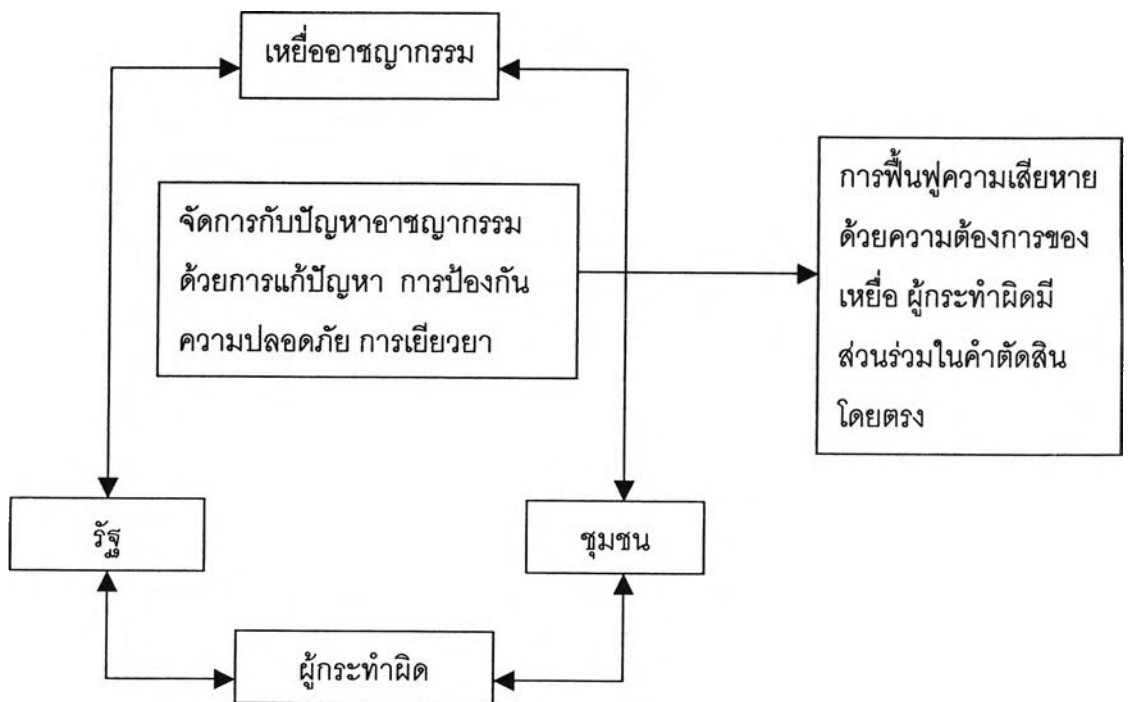 เหยื่ออาชญากรรม
จัดการกับปัญหาอาชญากรรม
ด้วยการแก้ปัญหา การป้องกัน
ความปลอดภัย การเยียวยา
การฟื้นฟูความเสียหาย
ด้วยความต้องการของ
เหยื่อ ผู้กระทำผิดมี
ส่วนร่วมในคำตัดสิน
โดยตรง
รัฐ
ชุมชน
ผู้กระทำผิด